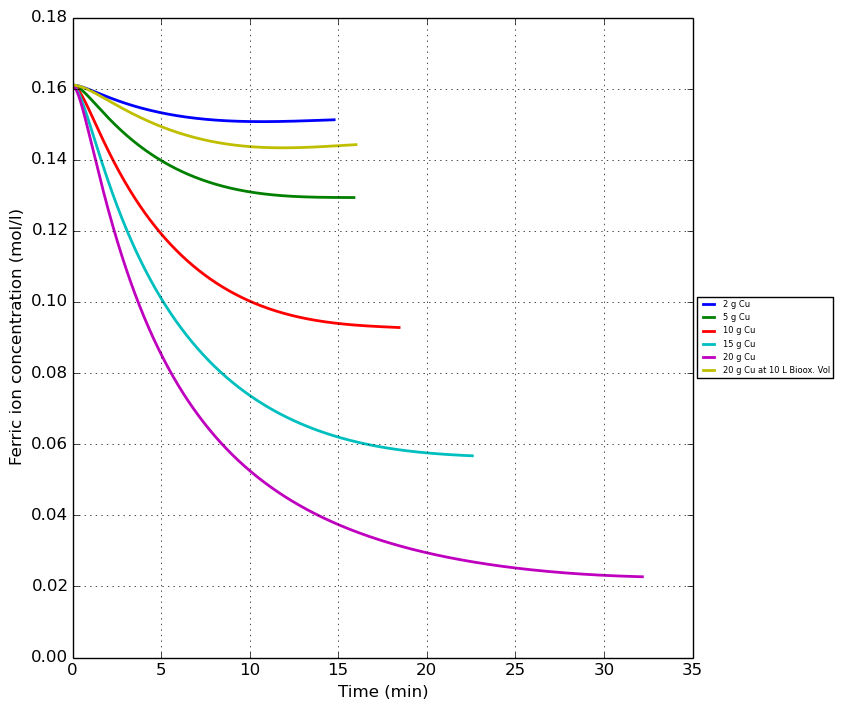 0.18
0.16
0.14
0.12
0.10
0.08
0.06
0.04
0.02
0.00
Ferric ion concentration (mol/l)
0 5 10 15 20 25 30 35
Time (min)
2 g Cu
5 g Cu
10 g Cu
15 g Cu
20 g Cu
20 g Cu at 10 L Bioox. Vol